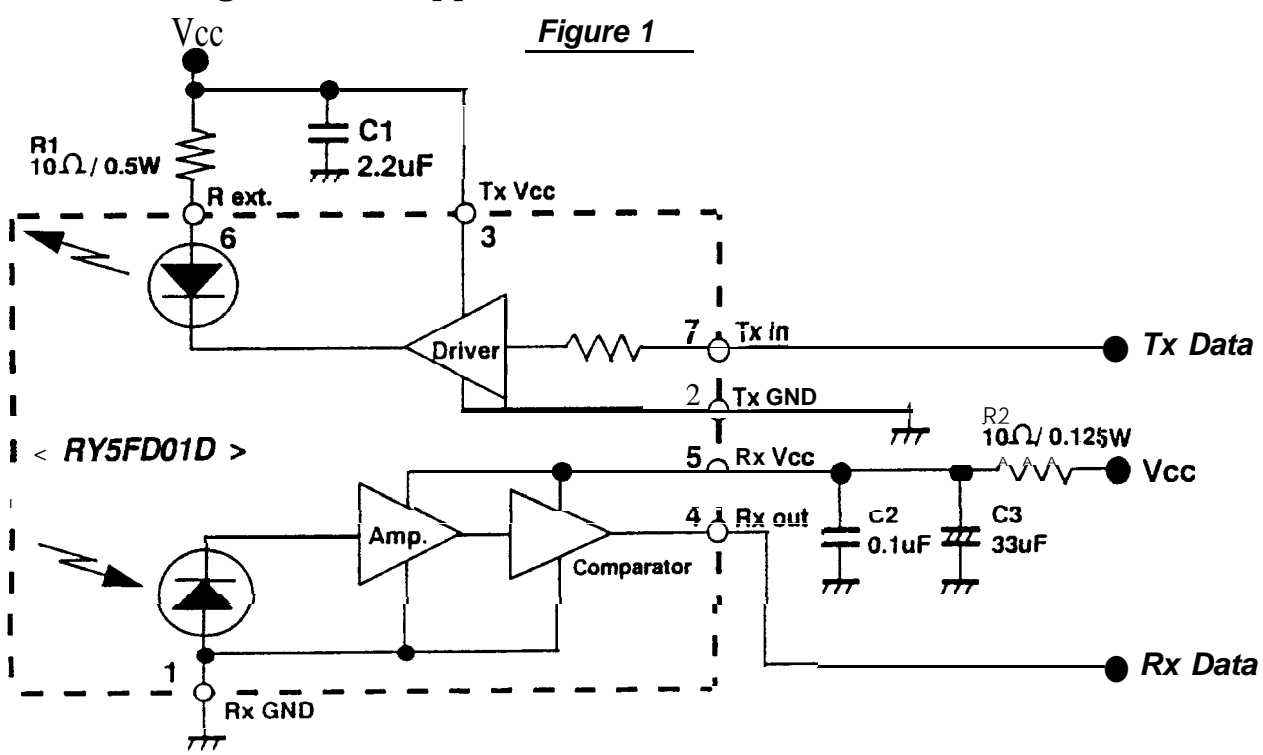 Figure 1
Vcc
C1
2.2uF
R1
10Ω/ 0.5W
R ext.
6
Tx Vcc
3
Driver
7
Tx in
Tx Data
2
Tx GND
R2
10Ω/ 0.125W
< RY5FD01D >
5
Rx Vcc
Vcc
4
Rx out
C2
0.1uF
C3
33uF
Amp.
Comparator
1
Rx GND
Rx Data